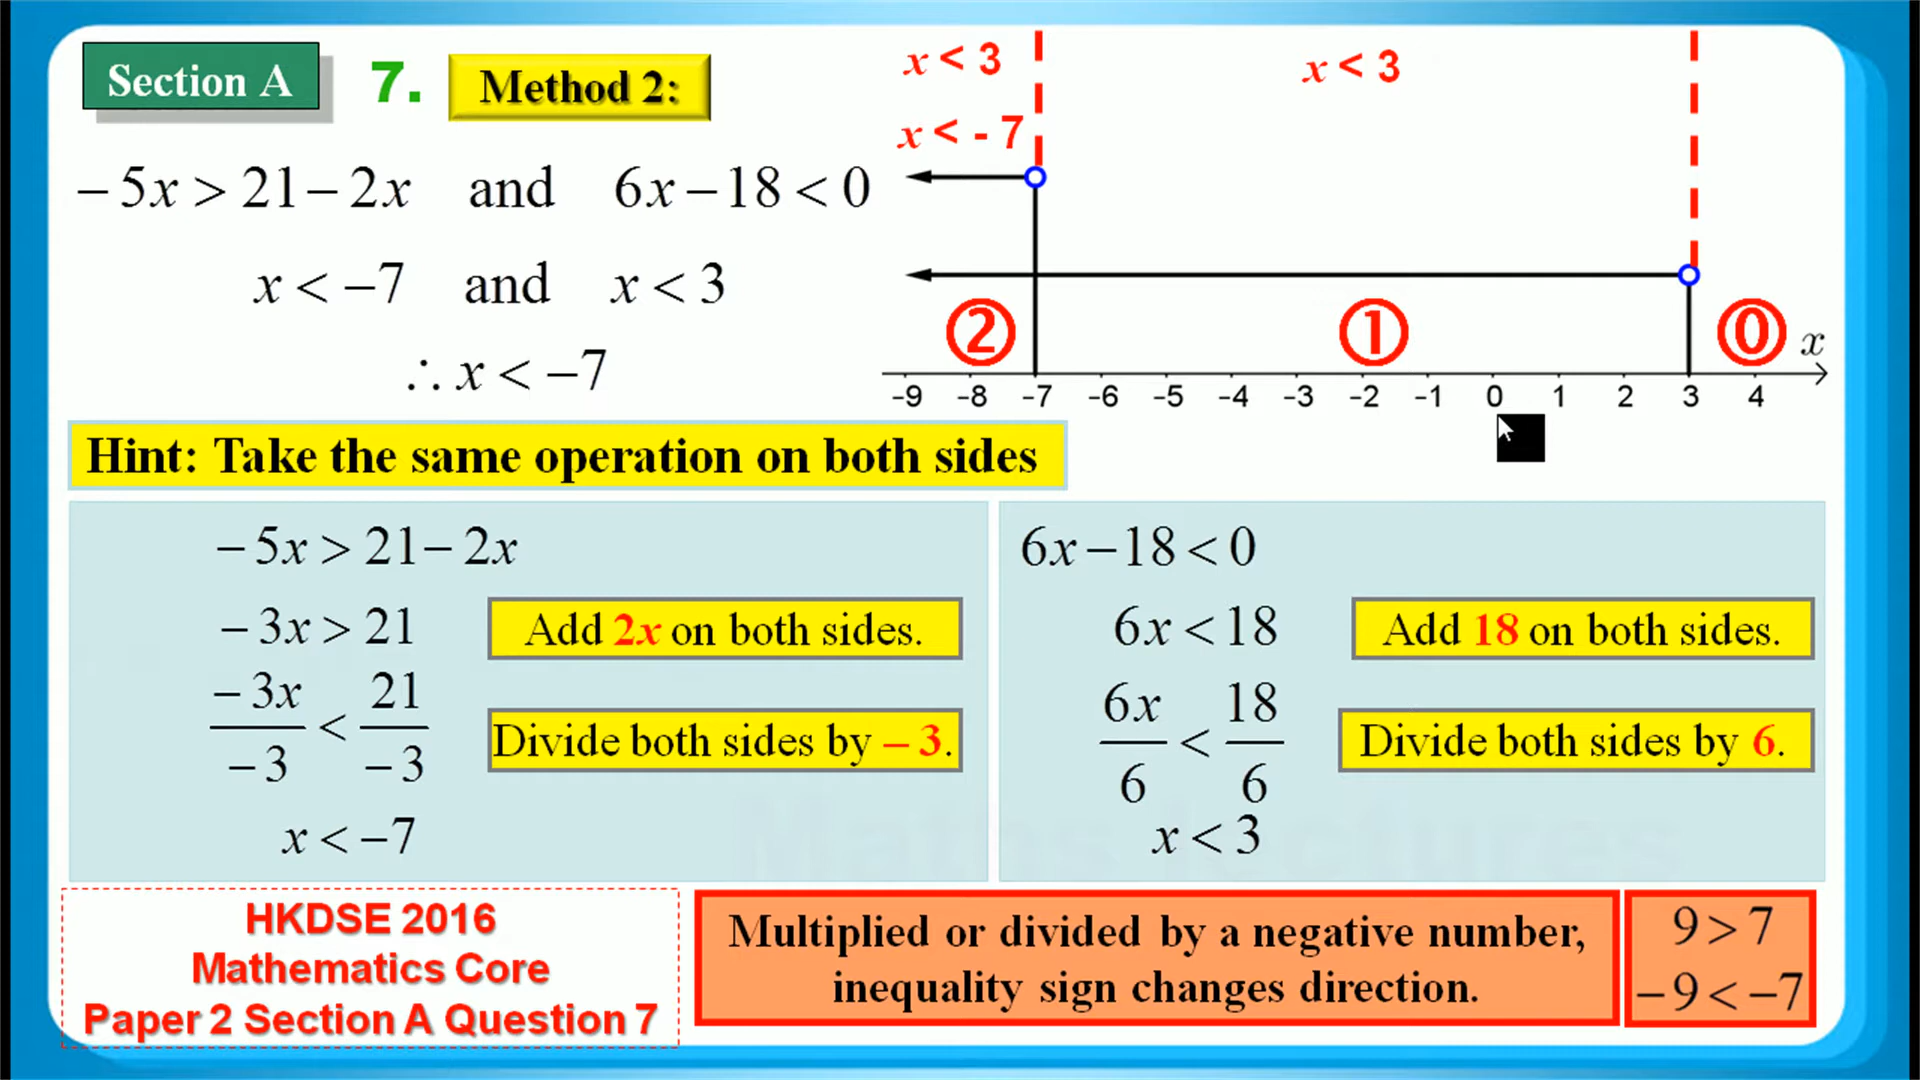 Section A
7.
Method 2:
−5x > 21−2x and 6x−18 < 0
x < −7 and x < 3
∴ x < −7
x < 3
x < - 7
x < 3
② ① ⓪
x
-9 -8 -7 -6 -5 -4 -3 -2 -1 0 1 2 3 4
Hint: Take the same operation on both sides
−5x > 21−2x
−3x > 21 Add 2x on both sides.
−3x/−3 < 21/−3 Divide both sides by − 3.
x < −7
6x−18 < 0
6x < 18 Add 18 on both sides.
6x/6 < 18/6 Divide both sides by 6.
x < 3
Maths lectures
HKDSE 2016
Mathematics Core
Paper 2 Section A Question 7
Multiplied or divided by a negative number,
inequality sign changes direction.
9 > 7
−9 < −7